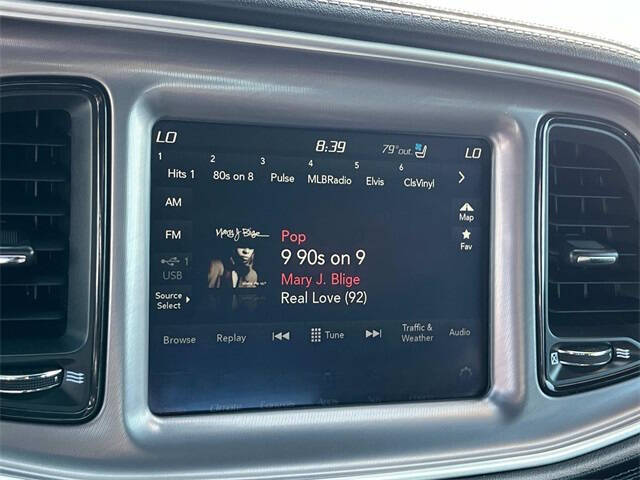 LO 8:39 79°out. LO
1 2 3 4 5 6
Hits 1 80s on 8 Pulse MLBRadio Elvis ClsVinyl
AM
FM
1
USB
Source
Select
Mary J. Blige
Pop
9 90s on 9
Mary J. Blige
Real Love (92)
Map
Fav
Browse Replay Tune Traffic &
Weather Audio